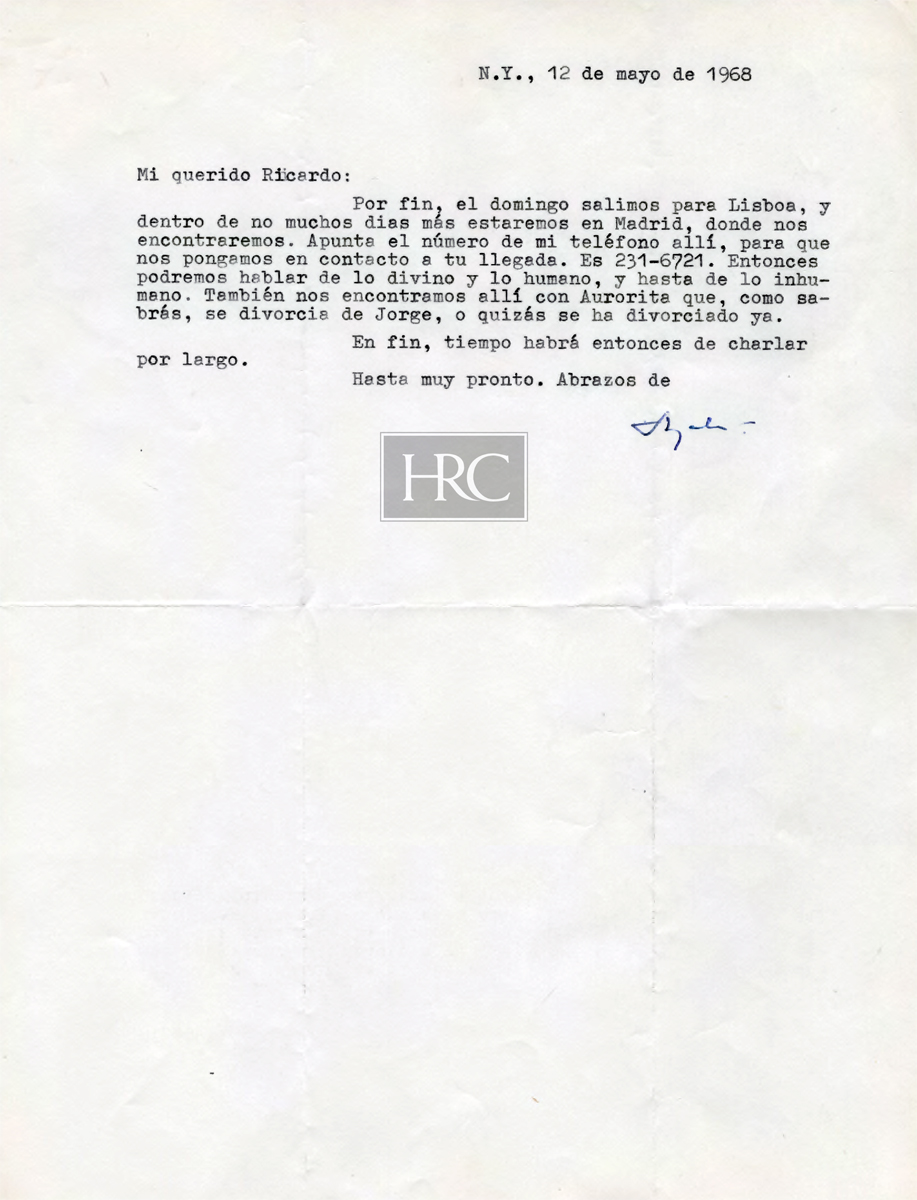 N.Y., 12 de mayo de 1968
Mi querido Ricardo:
Por fin, el domingo salimos para Lisboa, y
dentro de no muchos dias más estaremos en Madrid, donde nos
encontraremos. Apunta el número de mi teléfono allí, para que
nos pongamos en contacto a tu llegada. Es 231-6721. Entonces
podremos hablar de lo divino y lo humano, y hasta de lo inhu-
mano. También nos encontramos allí con Aurorita que, como sa-
brás, se divorcia de Jorge, o quizás se ha divorciado ya.
En fin, tiempo habrá entonces de charlar
por largo.
Hasta muy pronto. Abrazos de
HRC